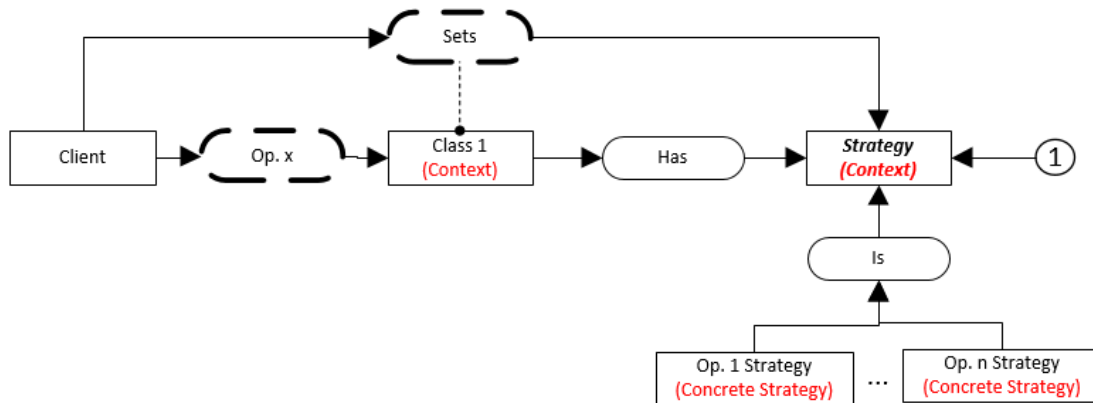 Sets
Client
Op. x
Class 1
(Context)
Has
Strategy
(Context)
1
Is
Op. 1 Strategy
(Concrete Strategy)
...
Op. n Strategy
(Concrete Strategy)